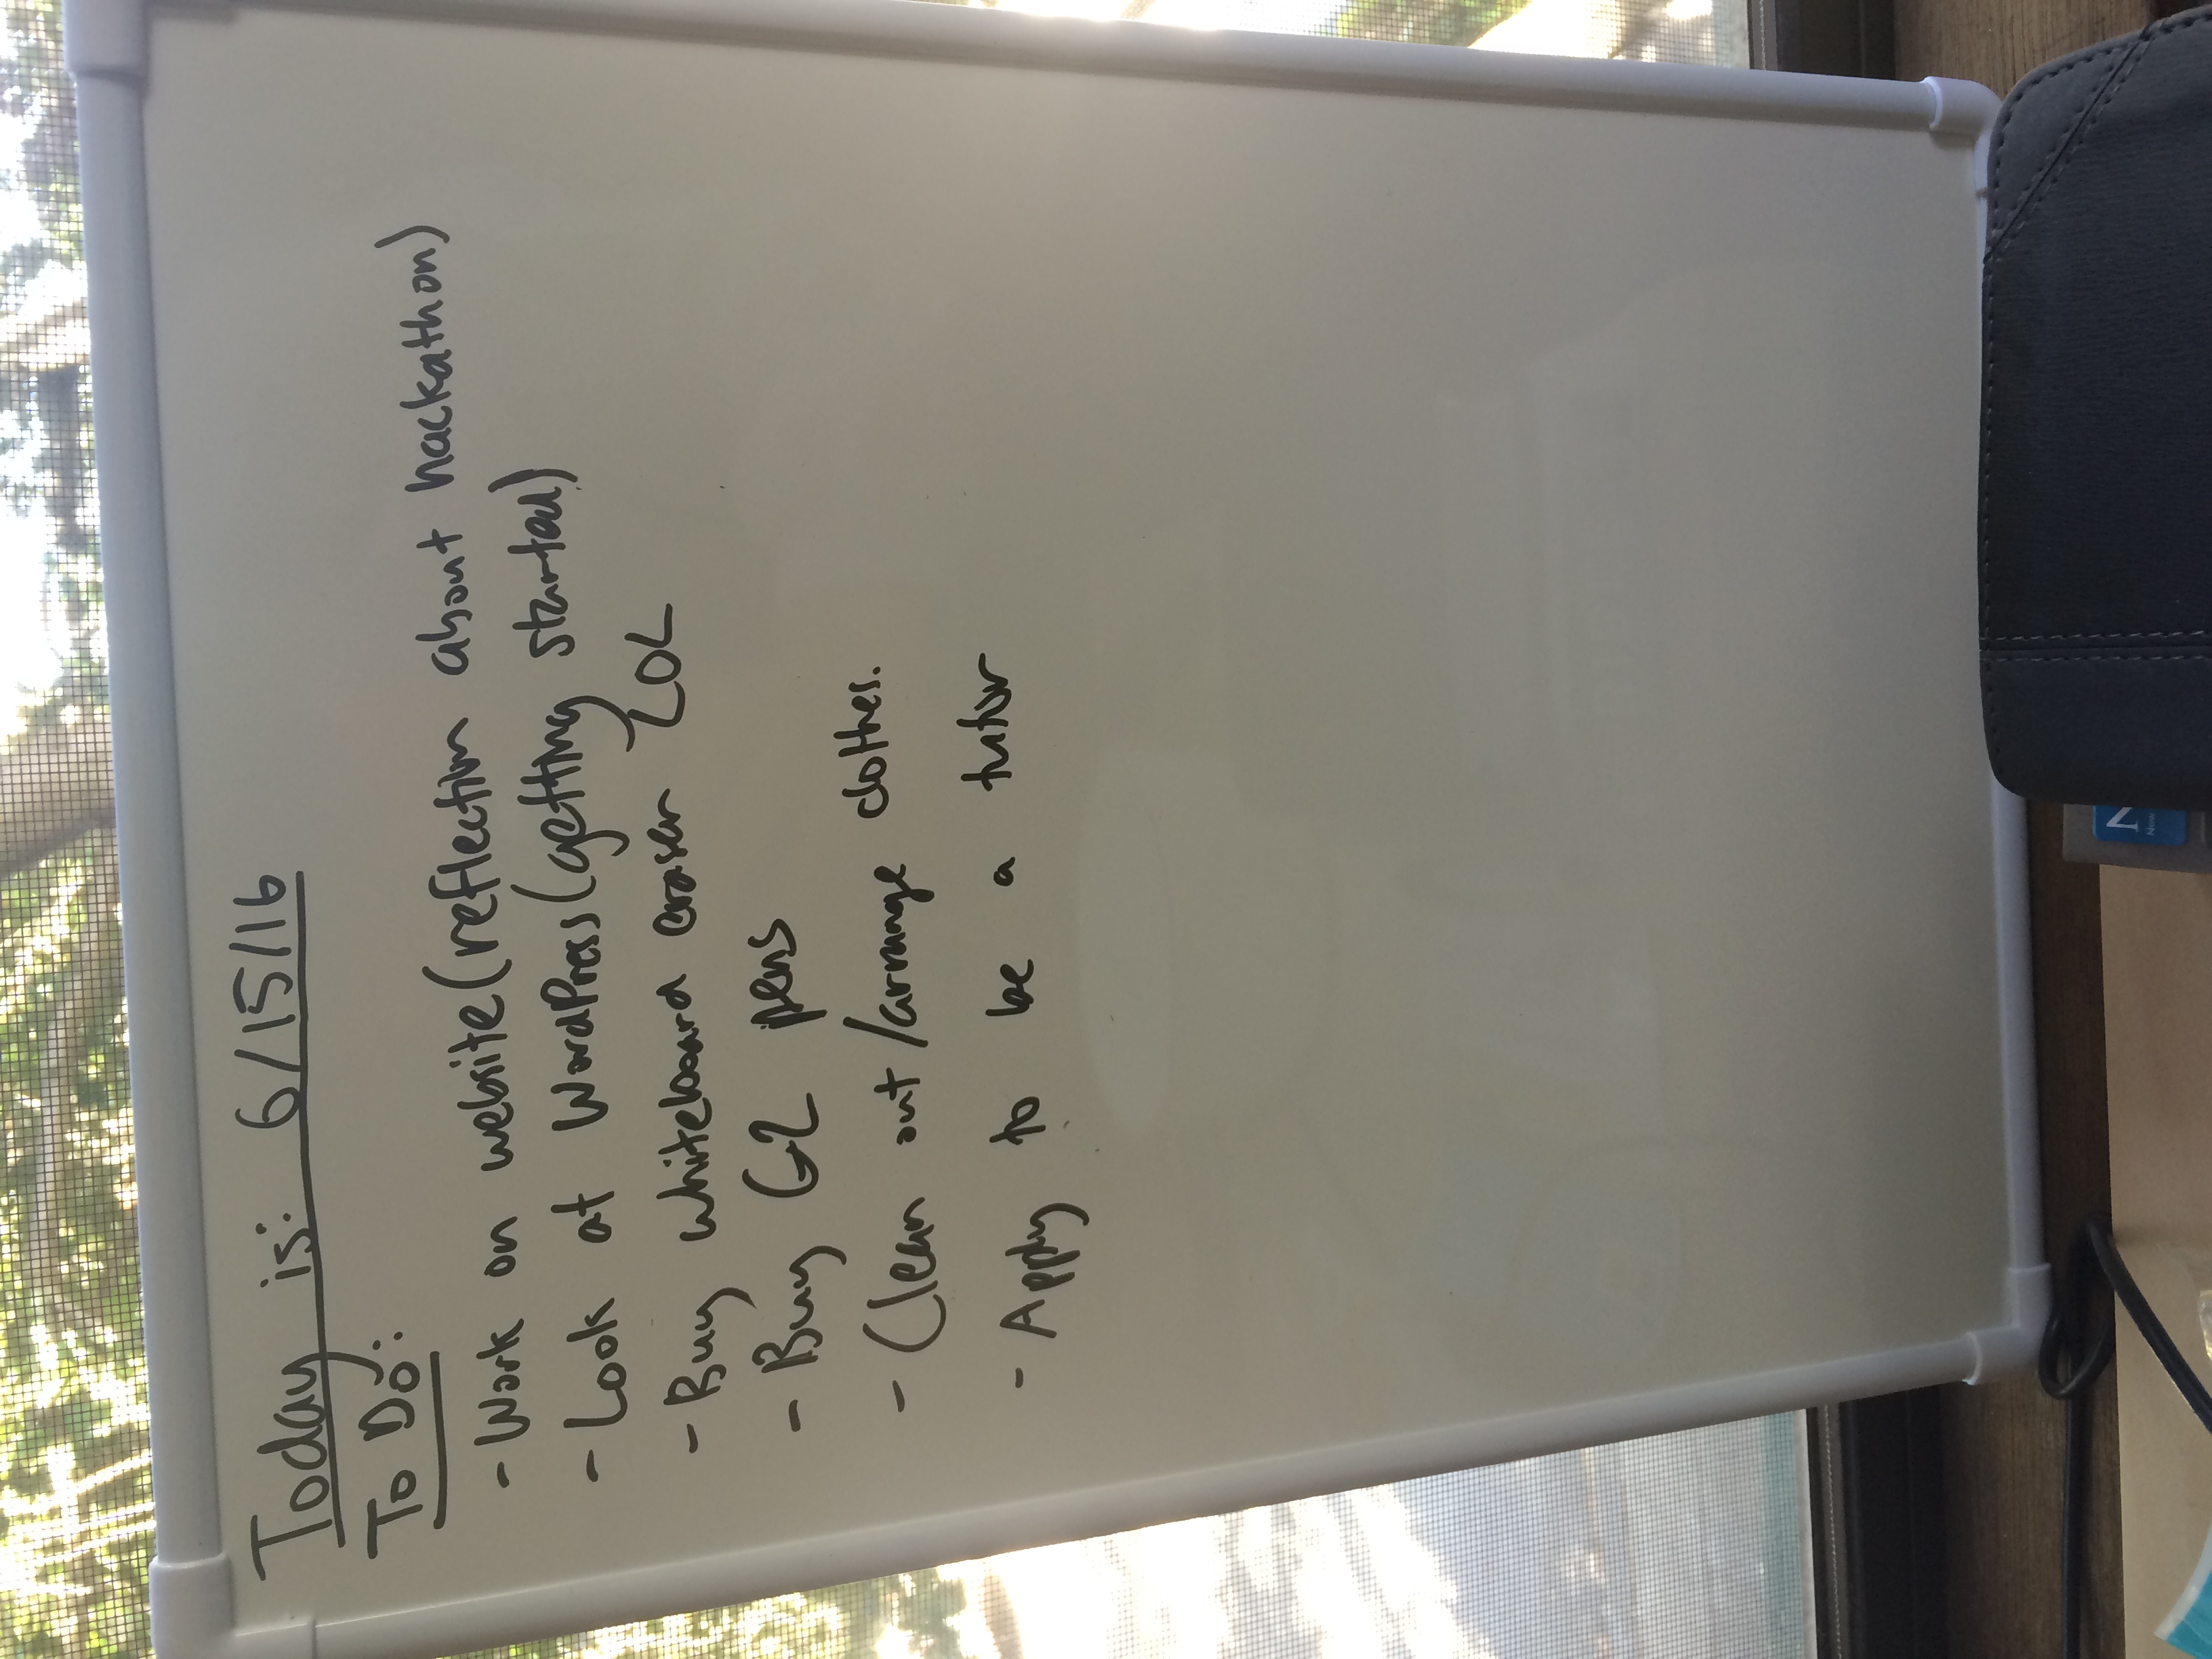 Today is: 6/15/16
To Do:
- Work on website (reflection about hackathon)
- Look at WordPress (getting started)
- Buy whiteboard eraser LOL
- Buy G2 pens
- Clean out/arrange clothes.
- Apply to be a tutor
N
New